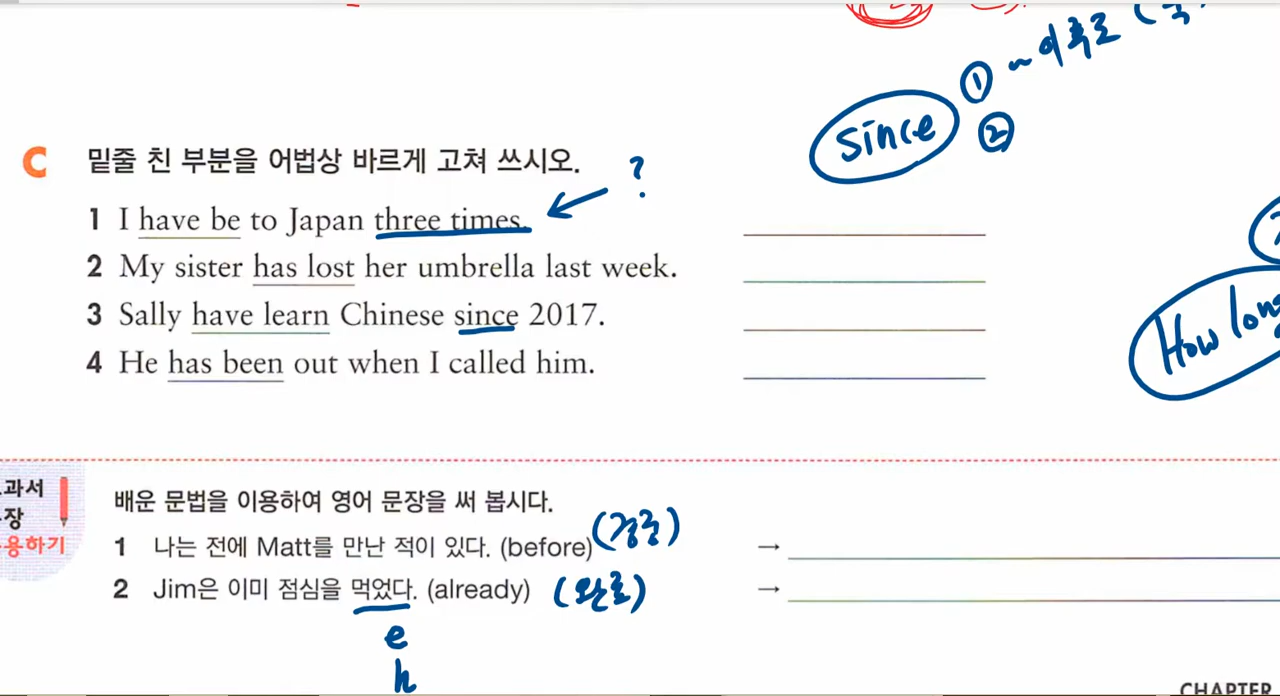 ① ~이후로
since ②
C 밑줄 친 부분을 어법상 바르게 고쳐 쓰시오.
?
1 I have be to Japan three times.
2 My sister has lost her umbrella last week.
3 Sally have learn Chinese since 2017.
How long
4 He has been out when I called him.
과서
장
용하기
배운 문법을 이용하여 영어 문장을 써 봅시다.
1 나는 전에 Matt를 만난 적이 있다. (before) →
2 Jim은 이미 점심을 먹었다. (already) (완료) →
e
h
CHAPTER